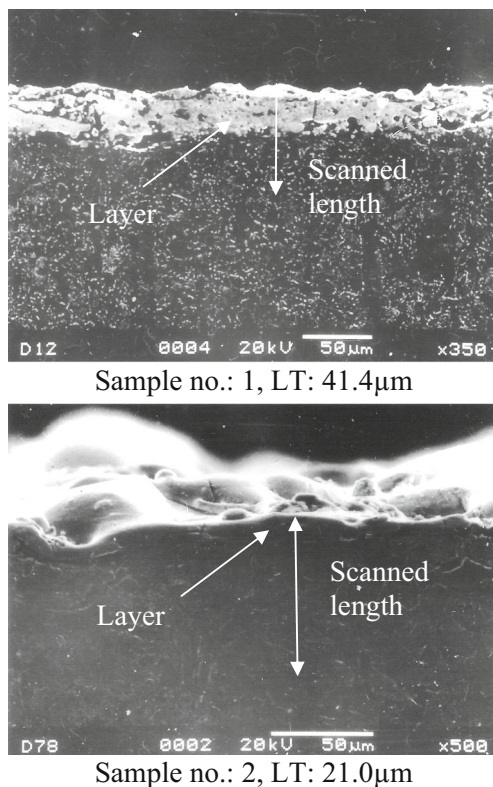 Scanned
length
Layer
D12 0004 20kV 50µm x350
Sample no.: 1, LT: 41.4µm
Scanned
length
Layer
D78 0002 20kV 50µm x500
Sample no.: 2, LT: 21.0µm